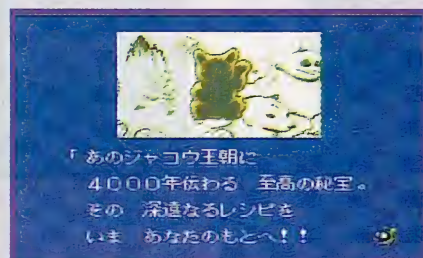 「あのジャコウ王朝に
4000年伝わる 至高の秘宝。
その 深遠なるレシピを
いま あなたのもとへ!!